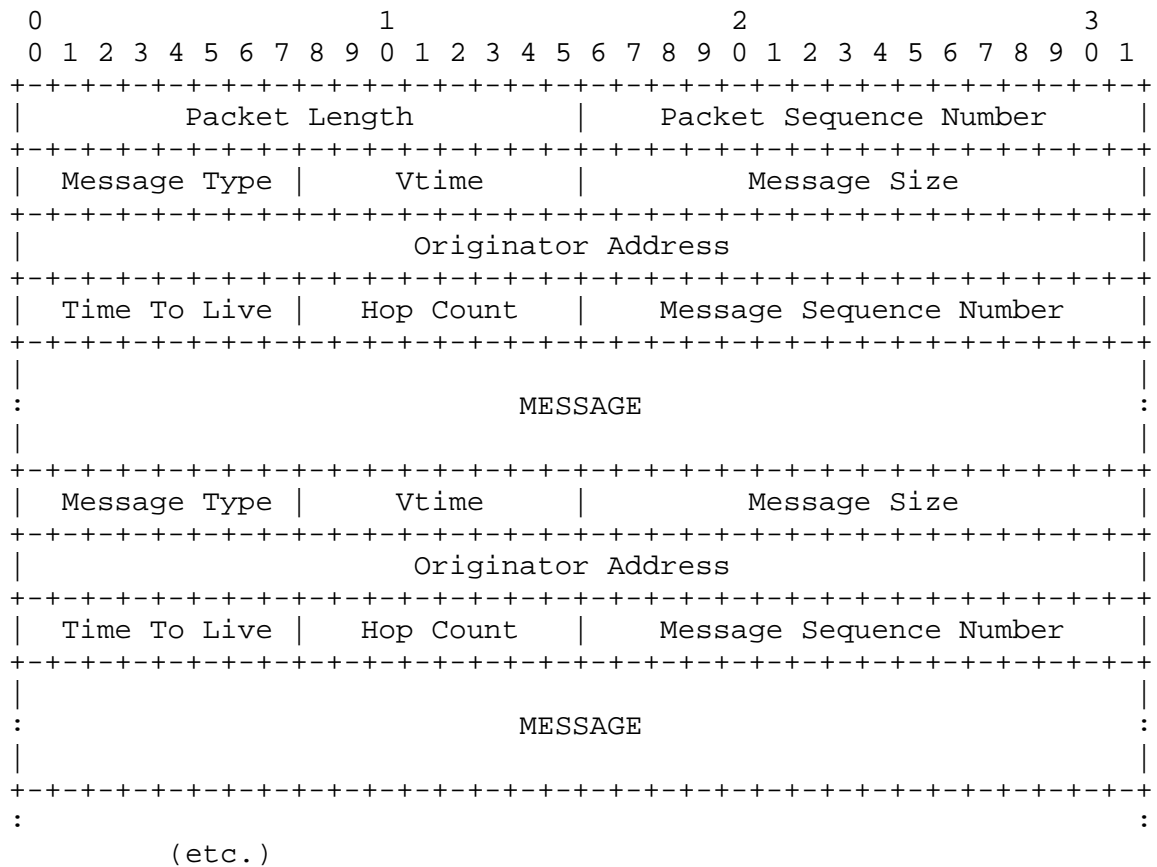 0                   1                   2                   3
 0 1 2 3 4 5 6 7 8 9 0 1 2 3 4 5 6 7 8 9 0 1 2 3 4 5 6 7 8 9 0 1
+-+-+-+-+-+-+-+-+-+-+-+-+-+-+-+-+-+-+-+-+-+-+-+-+-+-+-+-+-+-+-+-+
|         Packet Length         |    Packet Sequence Number     |
+-+-+-+-+-+-+-+-+-+-+-+-+-+-+-+-+-+-+-+-+-+-+-+-+-+-+-+-+-+-+-+-+
|  Message Type |     Vtime     |         Message Size          |
+-+-+-+-+-+-+-+-+-+-+-+-+-+-+-+-+-+-+-+-+-+-+-+-+-+-+-+-+-+-+-+-+
|                      Originator Address                       |
+-+-+-+-+-+-+-+-+-+-+-+-+-+-+-+-+-+-+-+-+-+-+-+-+-+-+-+-+-+-+-+-+
|  Time To Live |   Hop Count   |    Message Sequence Number    |
+-+-+-+-+-+-+-+-+-+-+-+-+-+-+-+-+-+-+-+-+-+-+-+-+-+-+-+-+-+-+-+-+
|                                                               |
:                            MESSAGE                            :
|                                                               |
+-+-+-+-+-+-+-+-+-+-+-+-+-+-+-+-+-+-+-+-+-+-+-+-+-+-+-+-+-+-+-+-+
|  Message Type |     Vtime     |         Message Size          |
+-+-+-+-+-+-+-+-+-+-+-+-+-+-+-+-+-+-+-+-+-+-+-+-+-+-+-+-+-+-+-+-+
|                      Originator Address                       |
+-+-+-+-+-+-+-+-+-+-+-+-+-+-+-+-+-+-+-+-+-+-+-+-+-+-+-+-+-+-+-+-+
|  Time To Live |   Hop Count   |    Message Sequence Number    |
+-+-+-+-+-+-+-+-+-+-+-+-+-+-+-+-+-+-+-+-+-+-+-+-+-+-+-+-+-+-+-+-+
|                                                               |
:                            MESSAGE                            :
|                                                               |
+-+-+-+-+-+-+-+-+-+-+-+-+-+-+-+-+-+-+-+-+-+-+-+-+-+-+-+-+-+-+-+-+
:                                                               :
         (etc.)